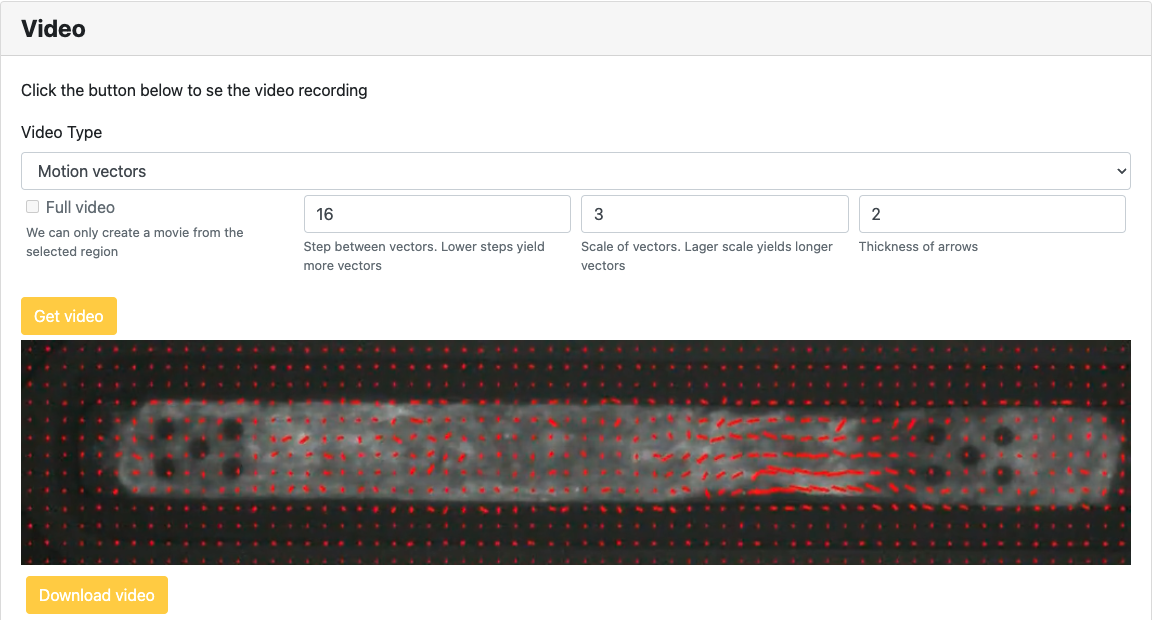 Video
Click the button below to se the video recording
Video Type
Motion vectors
Full video
We can only create a movie from the
selected region
16
Step between vectors. Lower steps yield
more vectors
3
Scale of vectors. Lager scale yields longer
vectors
2
Thickness of arrows
Get video
Download video